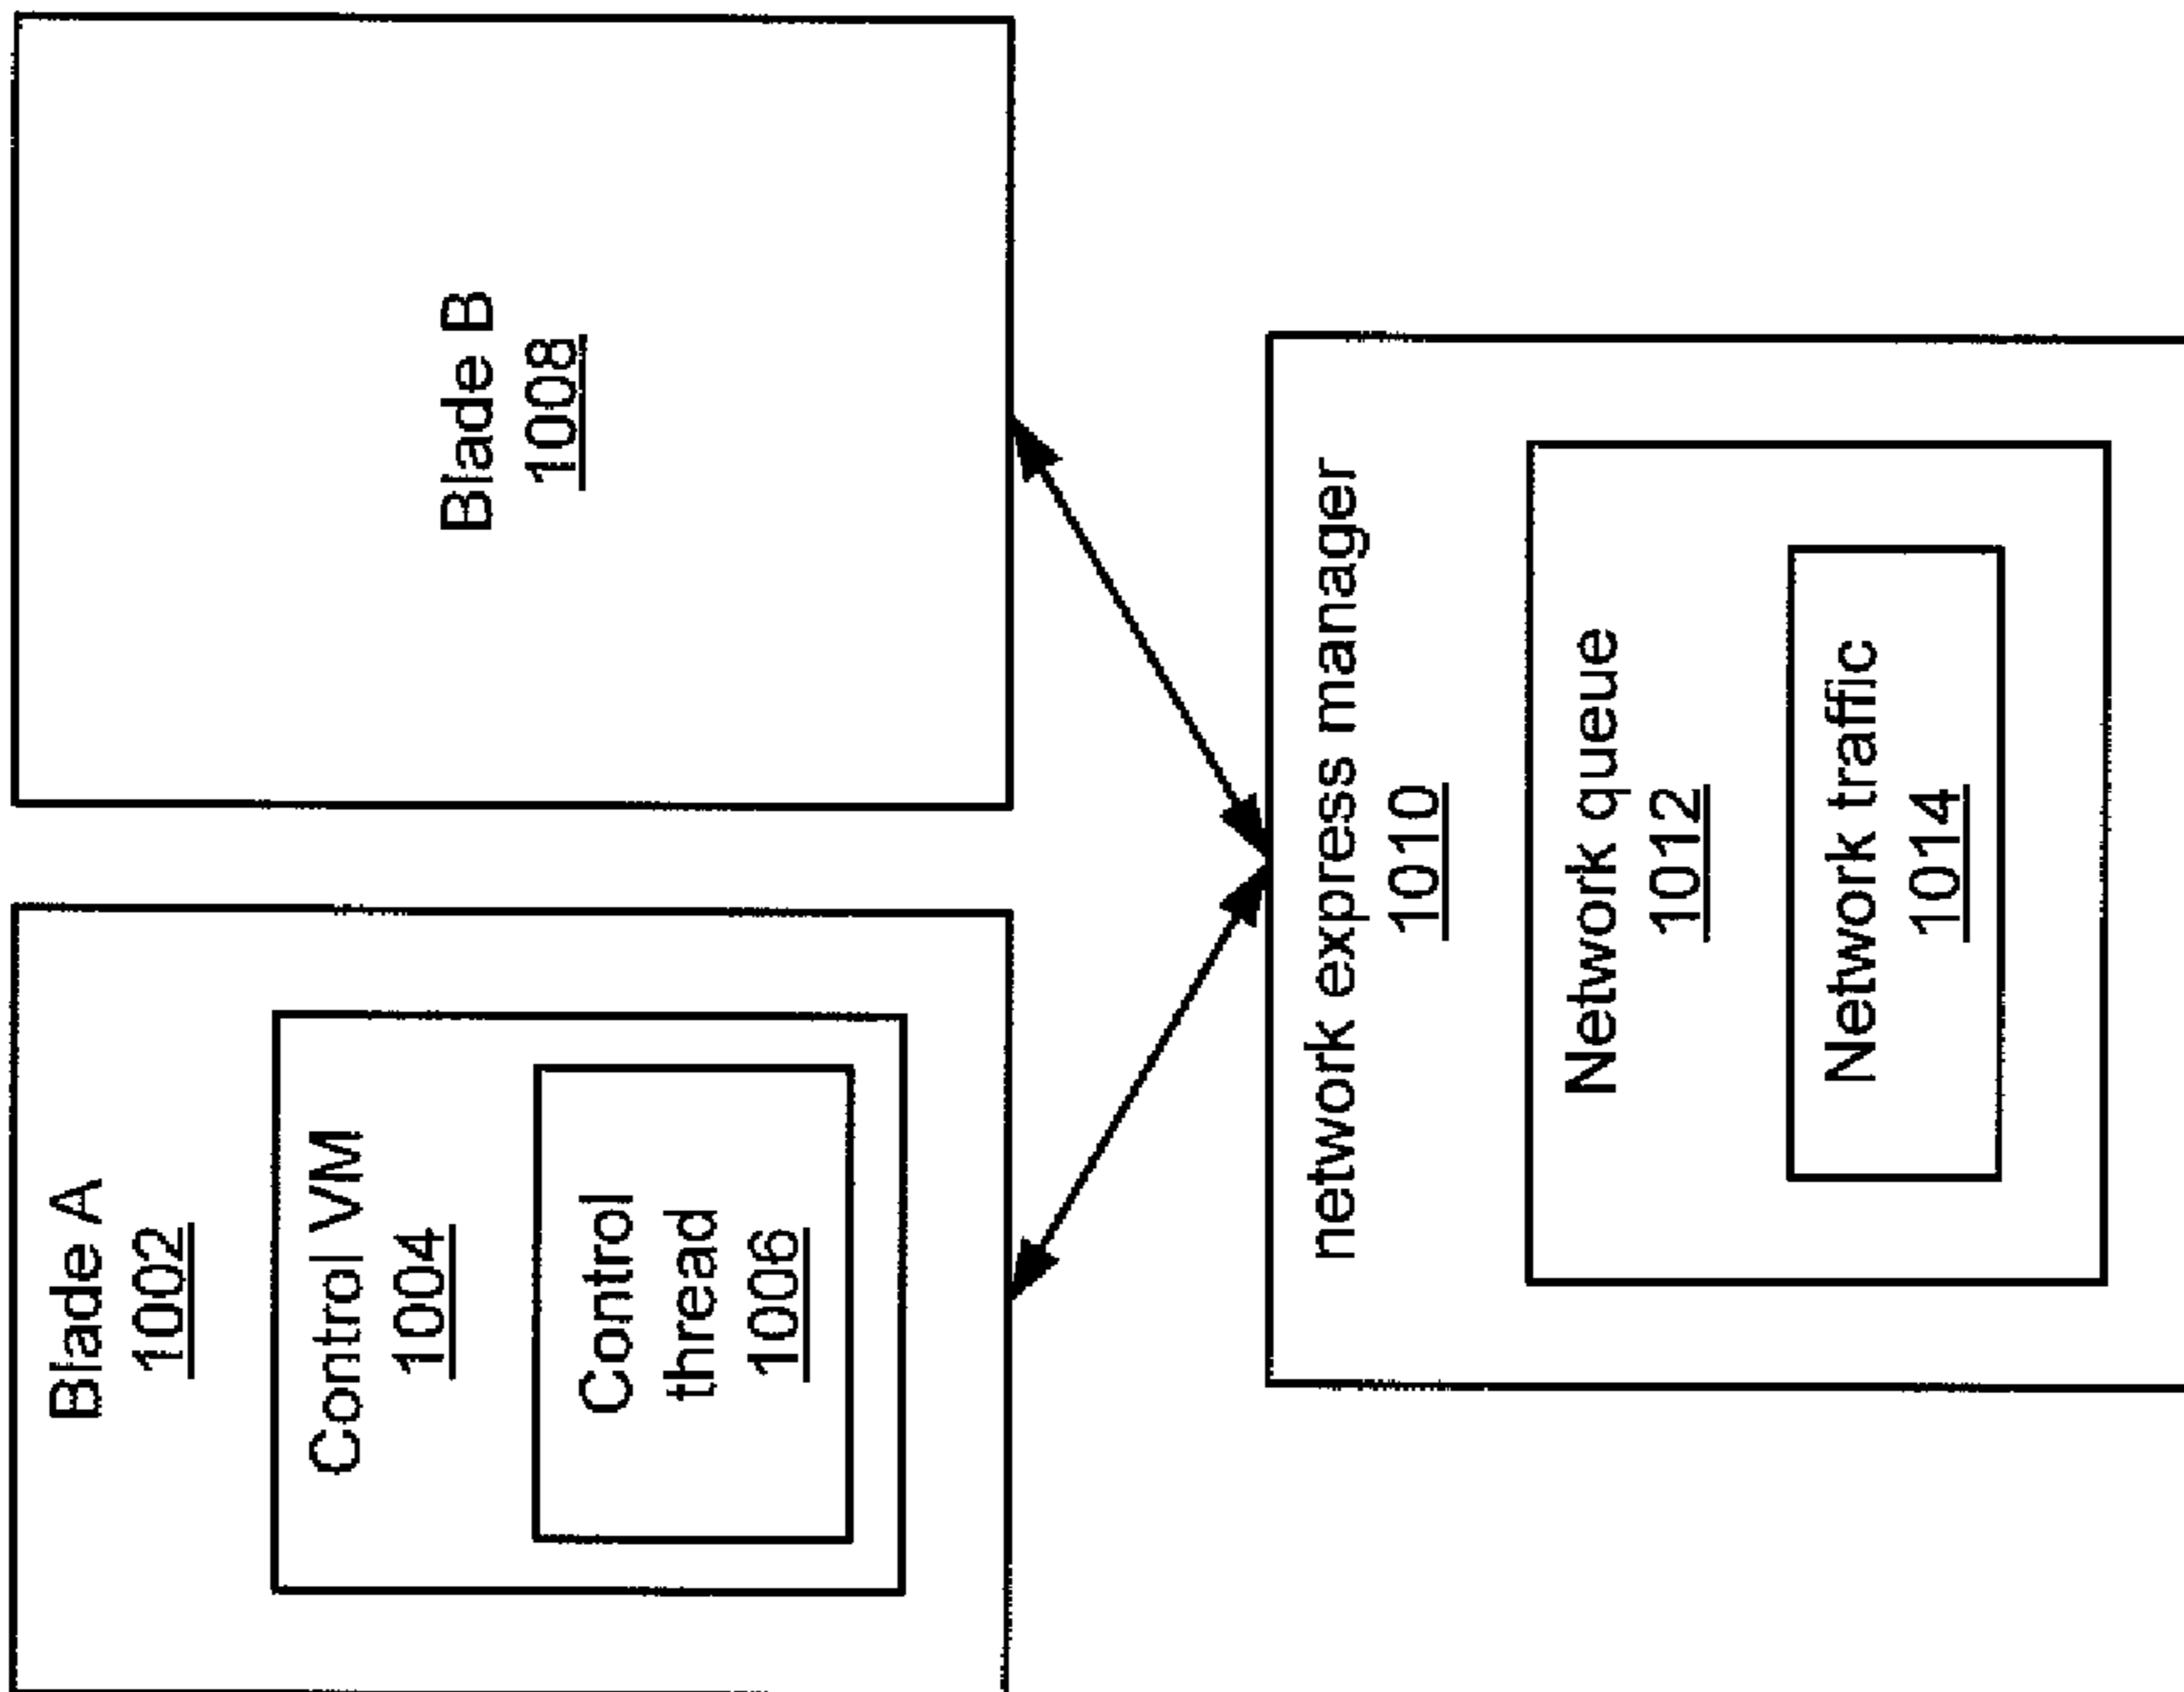 Blade A
1002
Control VM
1004
Control
thread
1006
Blade B
1008
network express manager
1010
Network queue
1012
Network traffic
1014